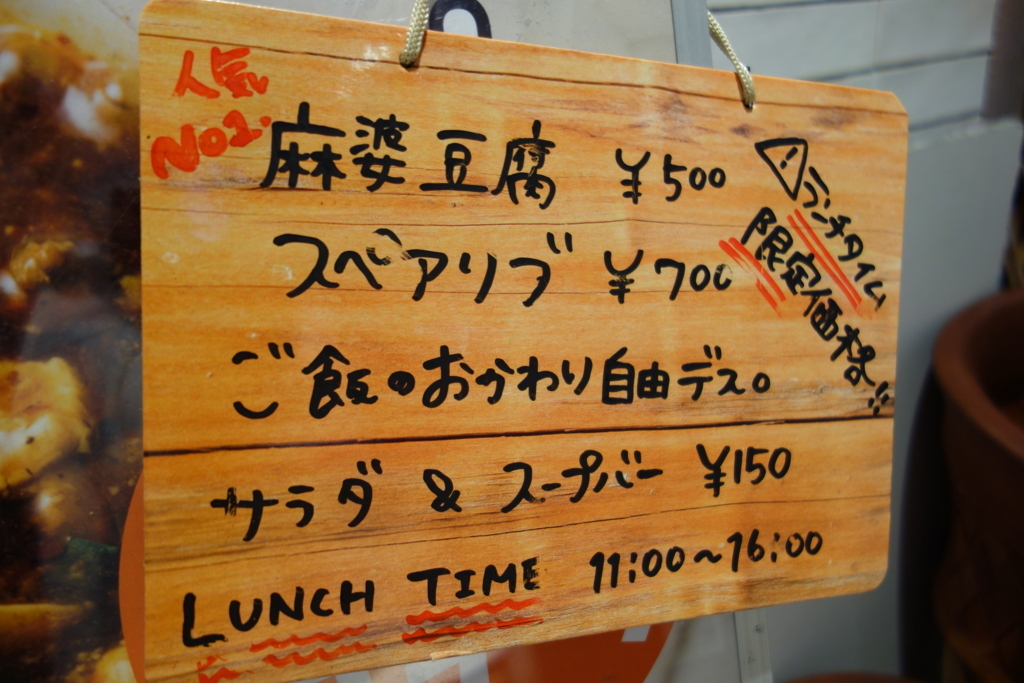 人気
No1.
麻婆豆腐 ¥500
⚠ランチタイム
限定価格!!
スペアリブ ¥700
ご飯のおかわり自由デス。
サラダ & スープバー ¥150
LUNCH TIME 11:00~16:00